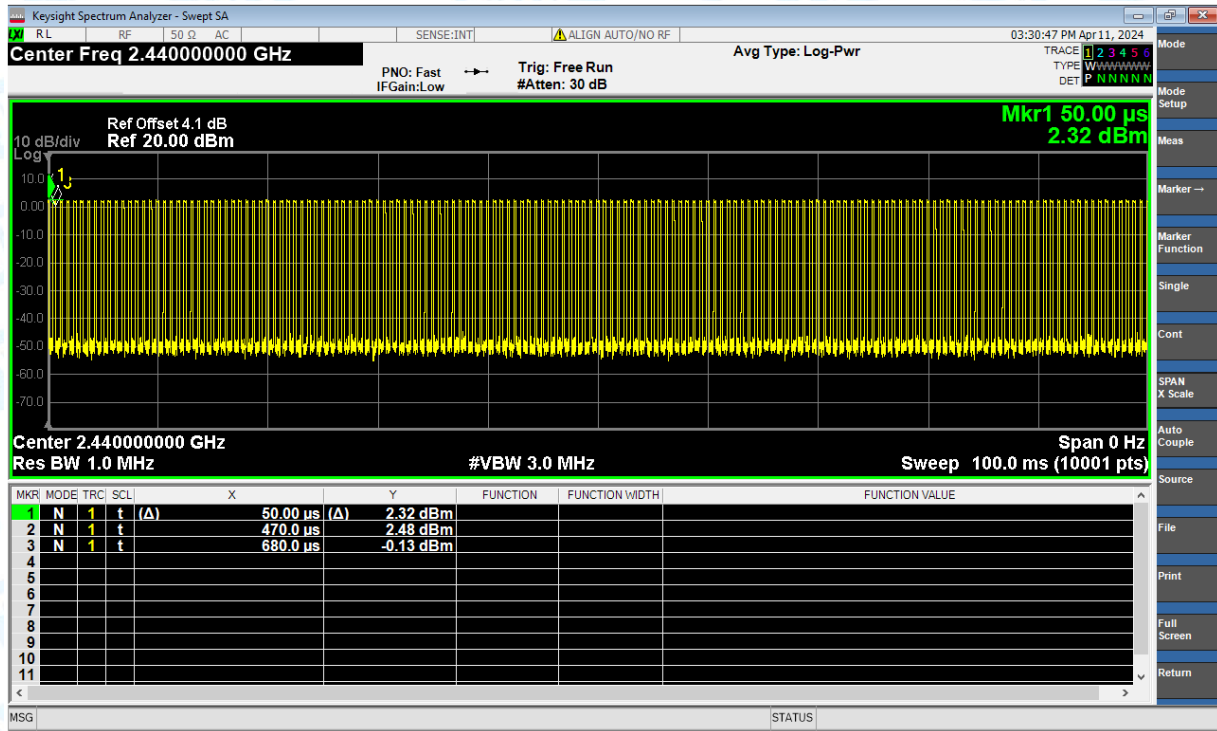 Keysight Spectrum Analyzer - Swept SA
LXI RL RF 50 Ω AC SENSE:INT ALIGN AUTO/NO RF 03:30:47 PM Apr 11, 2024
Center Freq 2.440000000 GHz
PNO: Fast
IFGain:Low
Trig: Free Run
#Atten: 30 dB
Avg Type: Log-Pwr
TRACE 1 2 3 4 5 6
TYPE WWWWWW
DET P N N N N N
10 dB/div
Log
Ref Offset 4.1 dB
Ref 20.00 dBm
Mkr1 50.00 µs
2.32 dBm
1
3
10.0
0.00
-10.0
-20.0
-30.0
-40.0
-50.0
-60.0
-70.0
Center 2.440000000 GHz
Span 0 Hz
Res BW 1.0 MHz
#VBW 3.0 MHz
Sweep 100.0 ms (10001 pts)
MKR MODE TRC SCL X Y FUNCTION FUNCTION WIDTH FUNCTION VALUE
1 N 1 t (Δ) 50.00 µs (Δ) 2.32 dBm
2 N 1 t 470.0 µs 2.48 dBm
3 N 1 t 680.0 µs -0.13 dBm
4
5
6
7
8
9
10
11
MSG
STATUS
Mode
Mode
Setup
Meas
Marker →
Marker
Function
Single
Cont
SPAN
X Scale
Auto
Couple
Source
File
Print
Full
Screen
Return